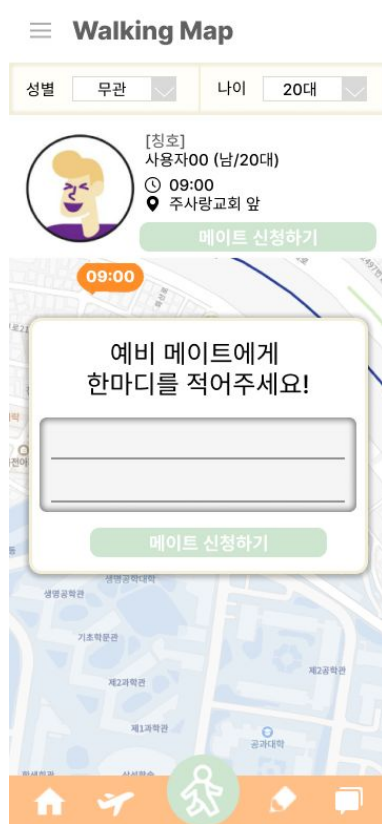 Walking Map
성별 무관 나이 20대
[칭호]
사용자00 (남/20대)
09:00
주사랑교회 앞
메이트 신청하기
09:00
예비 메이트에게
한마디를 적어주세요!
메이트 신청하기
생명공학대학
생명공학관
기초학문관
제2공학관
제2과학관
제1과학관
공과대학